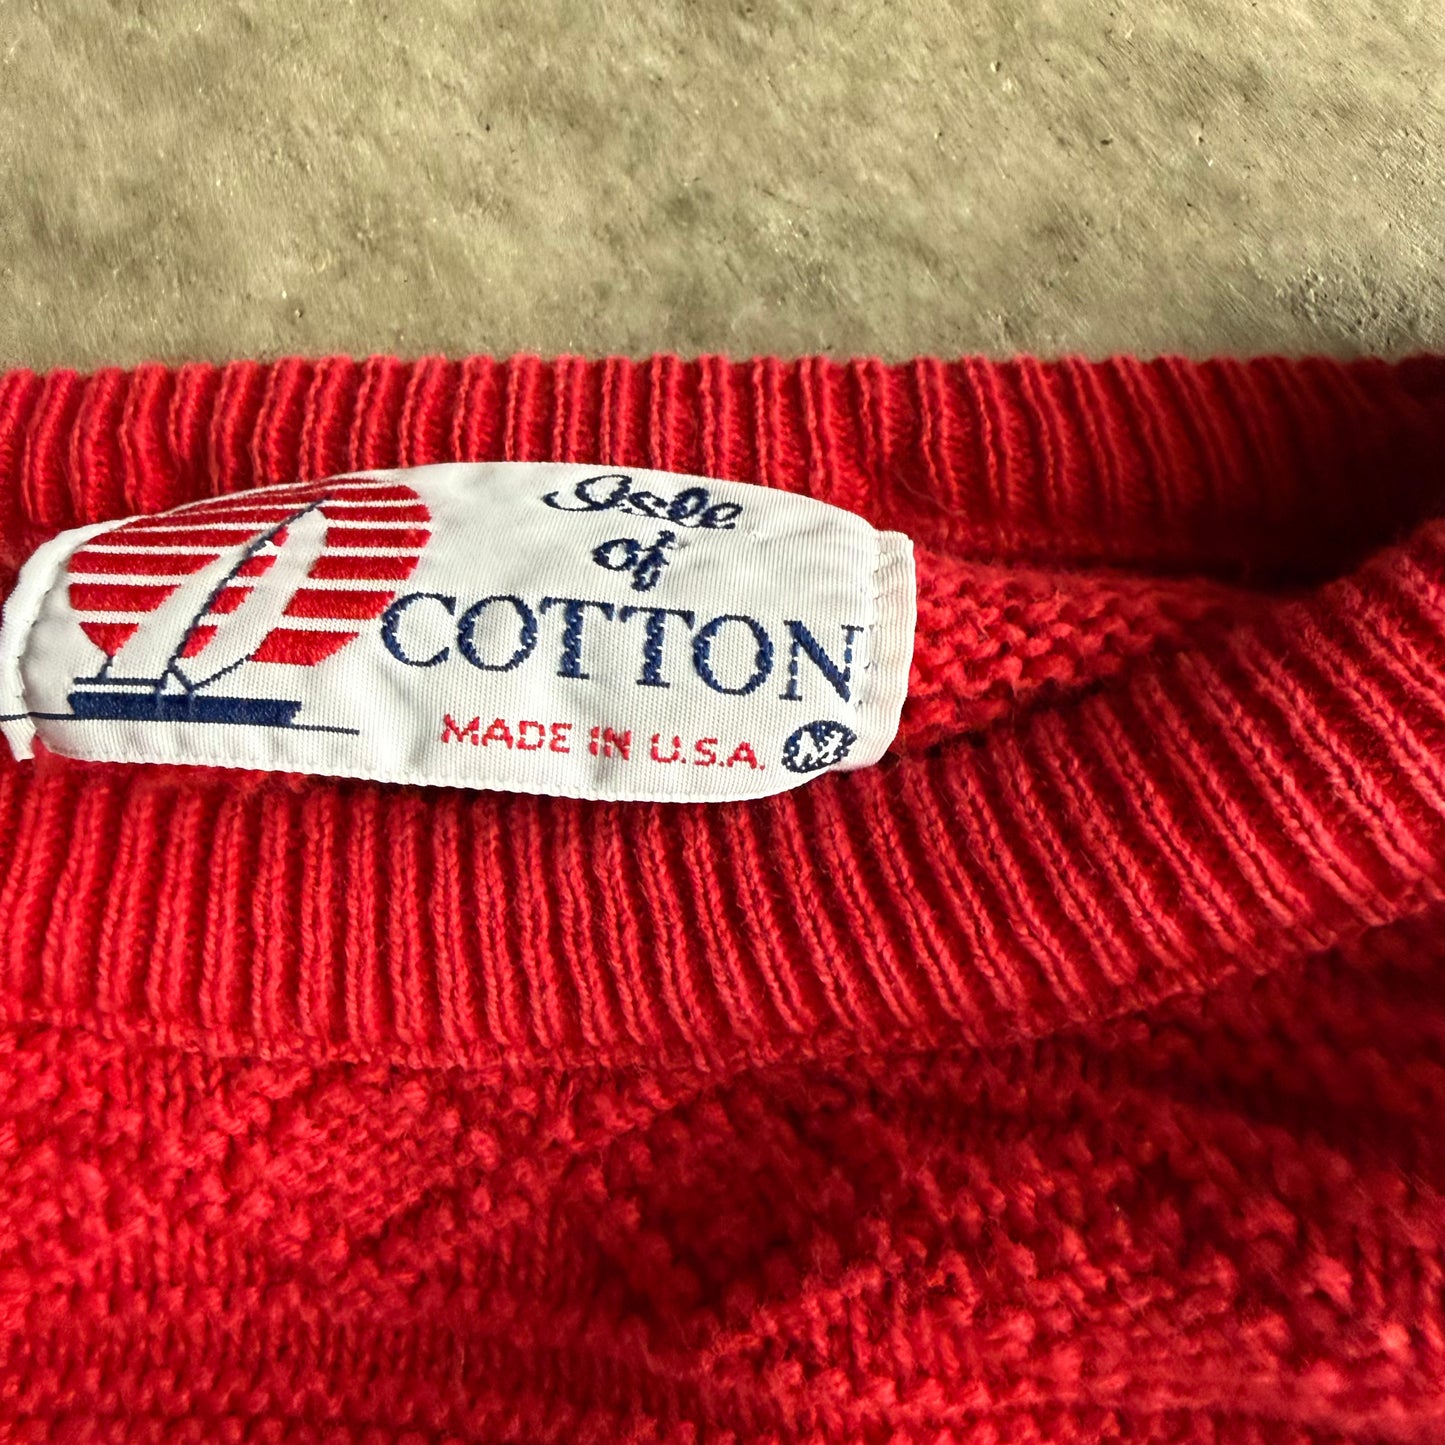 Isle
of
COTTON
MADE IN U.S.A. M